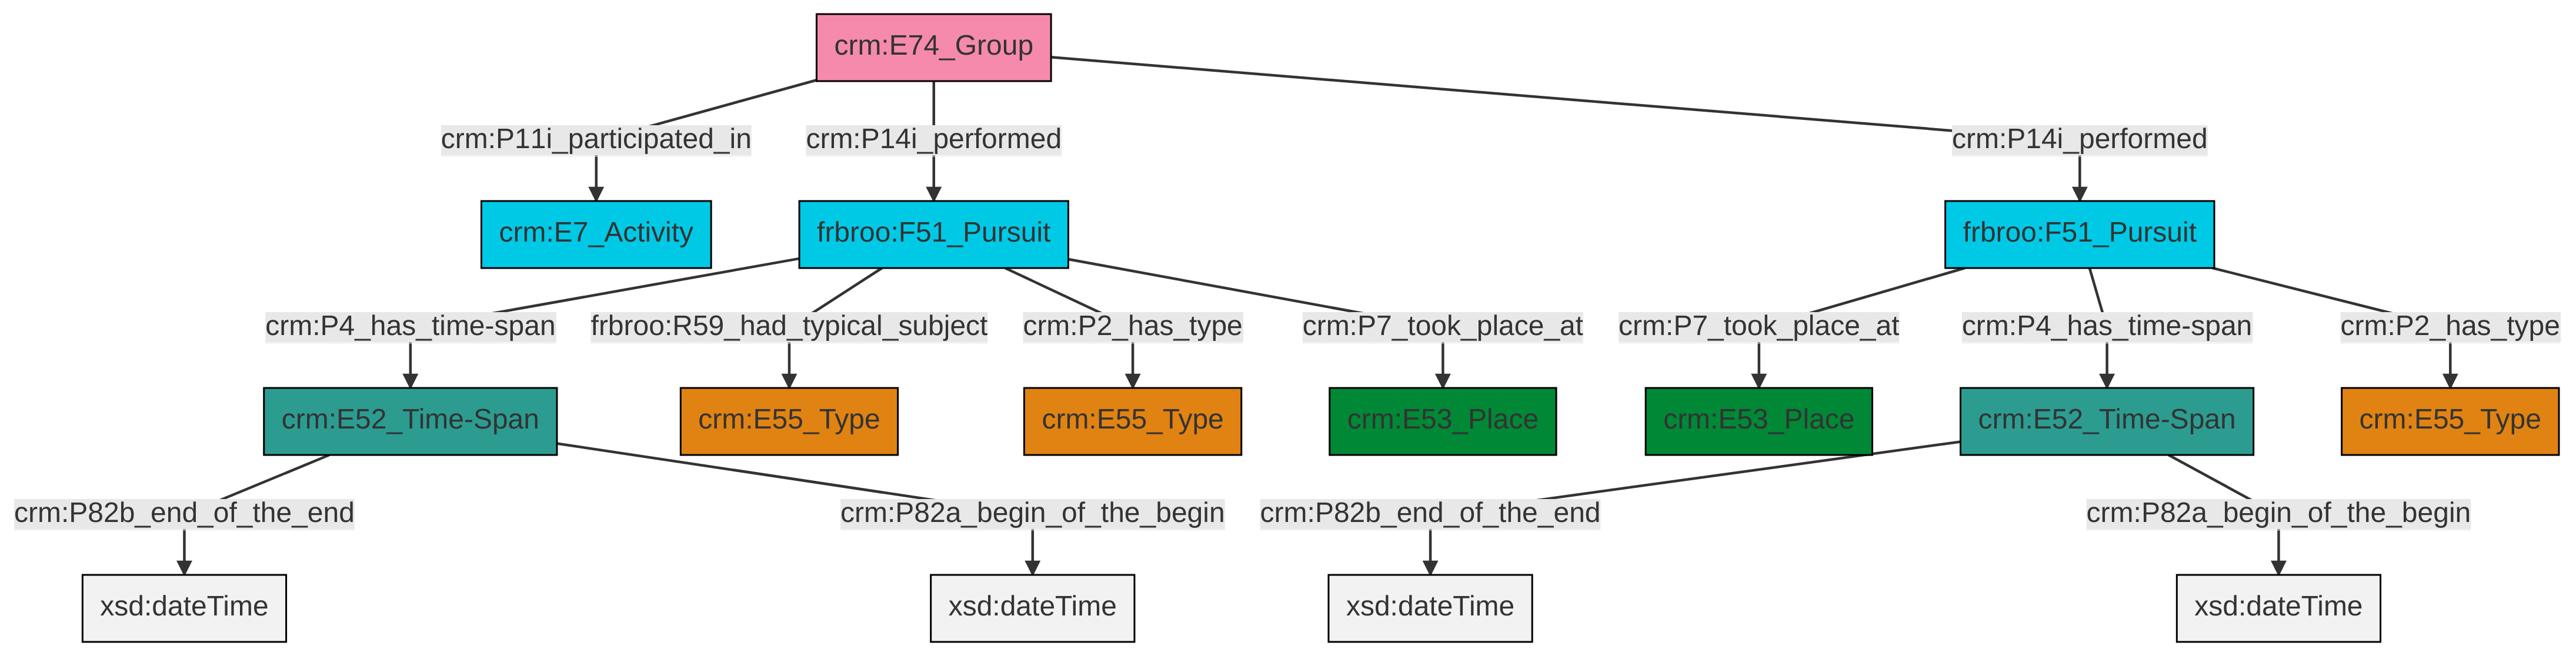 crm:E74_Group
crm:P11i_participated_in
crm:P14i_performed
crm:P14i_performed
crm:E7_Activity
frbroo:F51_Pursuit
frbroo:F51_Pursuit
crm:P4_has_time-span
frbroo:R59_had_typical_subject
crm:P2_has_type
crm:P7_took_place_at
crm:P7_took_place_at
crm:P4_has_time-span
crm:P2_has_type
crm:E52_Time-Span
crm:E55_Type
crm:E55_Type
crm:E53_Place
crm:E53_Place
crm:E52_Time-Span
crm:E55_Type
crm:P82b_end_of_the_end
crm:P82a_begin_of_the_begin
crm:P82b_end_of_the_end
crm:P82a_begin_of_the_begin
xsd:dateTime
xsd:dateTime
xsd:dateTime
xsd:dateTime